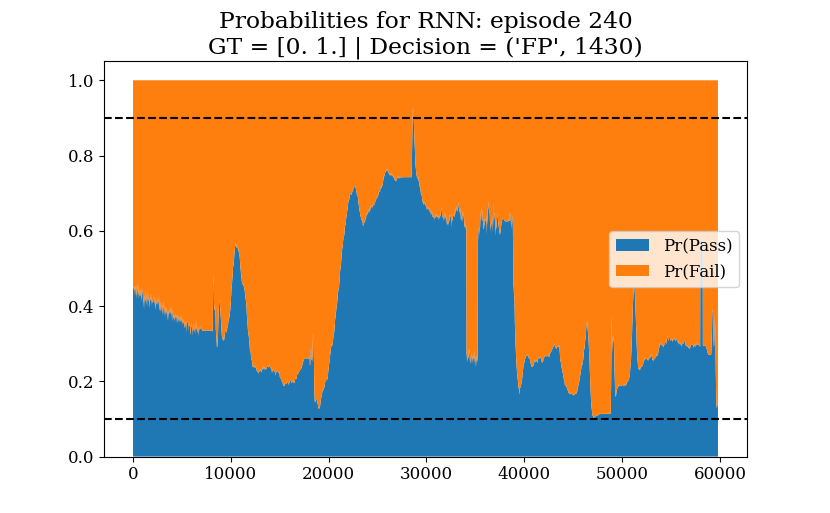 Probabilities for RNN: episode 240
GT = [0. 1.] | Decision = ('FP', 1430)
1.0
0.8
0.6
0.4
0.2
0.0
Pr(Pass)
Pr(Fail)
0 10000 20000 30000 40000 50000 60000